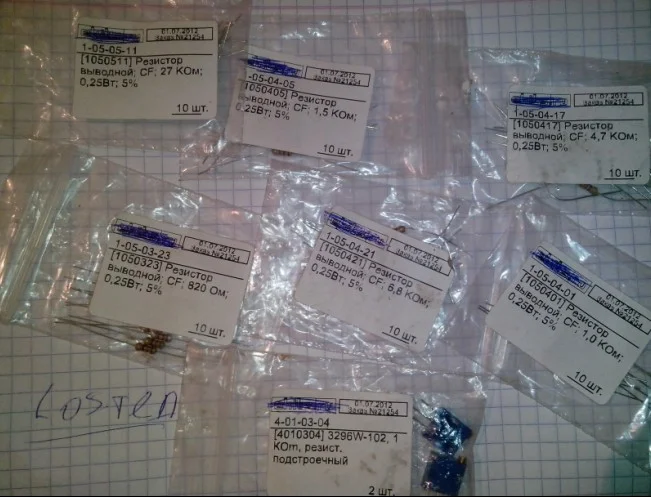 01.07.2012
заказ №21254
1-05-05-11
[1050511] Резистор
выводной; CF; 27 КОм;
0,25Вт; 5%
10 шт.
01.07.2012
заказ №21254
1-05-04-05
[1050405] Резистор
выводной; CF; 1,5 КОм;
0,25Вт; 5%
10 шт.
01.07.2012
заказ №21254
1-05-04-17
[1050417] Резистор
выводной; CF; 4,7 КОм;
0,25Вт; 5%
10 шт.
01.07.2012
заказ №21254
1-05-03-23
[1050323] Резистор
выводной; CF; 820 Ом;
0,25Вт; 5%
10 шт.
01.07.2012
заказ №21254
1-05-04-21
[1050421] Резистор
выводной; CF; 6,8 КОм;
0,25Вт; 5%
10 шт.
01.07.2012
заказ №21254
1-05-04-01
[1050401] Резистор
выводной; CF; 1,0 КОм;
0,25Вт; 5%
10 шт.
LOSTED
01.07.2012
заказ №21254
4-01-03-04
[4010304] 3296W-102, 1
КОм, резист.
подстроечный
2 шт.